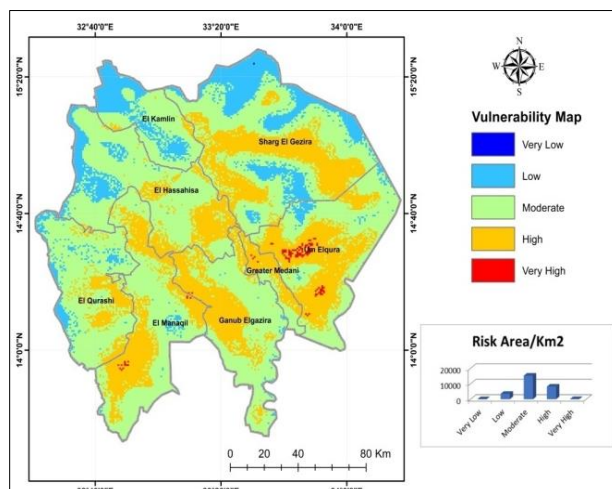 32°40'0"E 33°20'0"E 34°0'0"E
N
W E
S
15°20'0"N 15°20'0"N
El Kamlin
Sharg El Gezira
Vulnerability Map
Very Low
Low
Moderate
High
Very High
El Hassahisa
14°40'0"N 14°40'0"N
Greater Medani
El Qurashi
El Manaqil
Ganub Elgazira
14°0'0"N 14°0'0"N
Risk Area/Km2
20000
10000
0
Very Low
Low
Moderate
High
Very High
0 20 40 80 Km